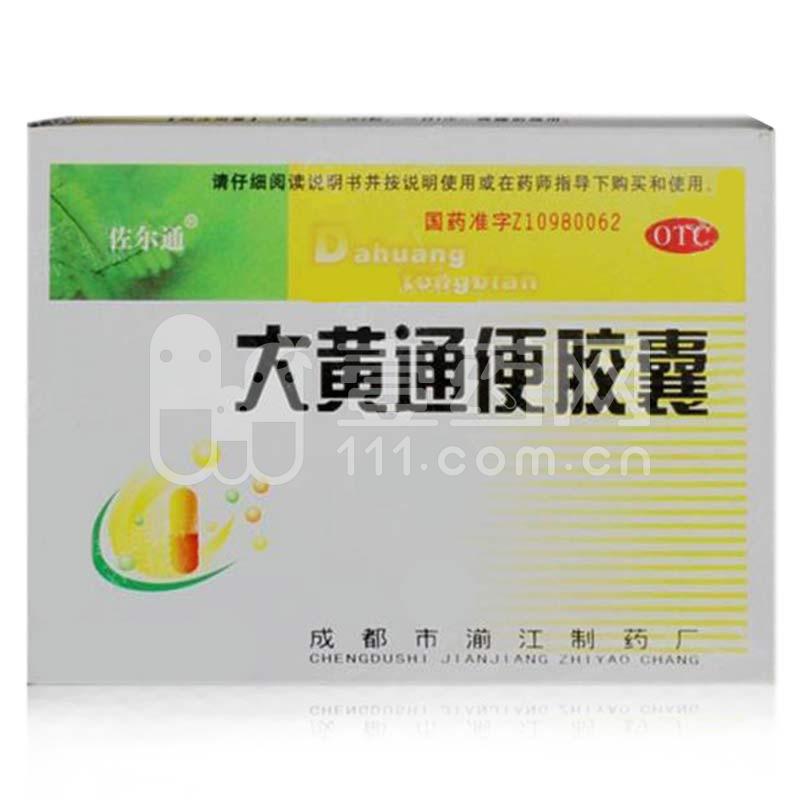 请仔细阅读说明书并按说明使用或在药师指导下购买和使用。
佐尔通®
国药准字Z10980062
OTC
Dahuang
tongbian
大黄通便胶囊
111.com.cn
成都市湔江制药厂
CHENGDUSHI JIANJIANG ZHIYAO CHANG